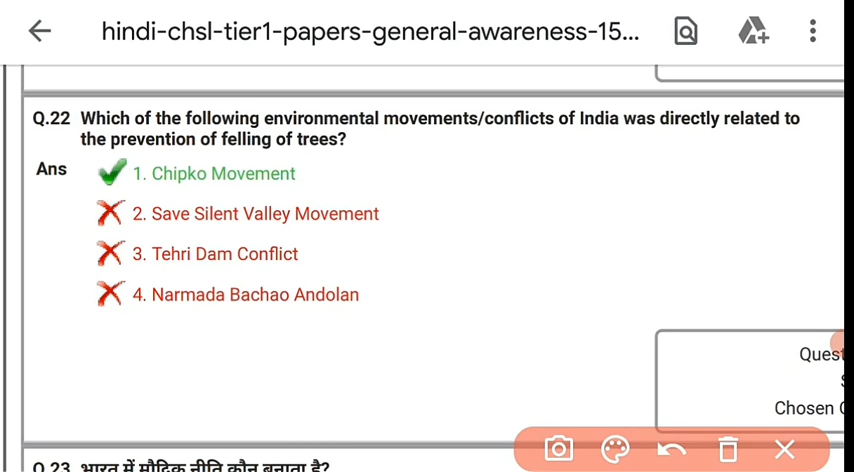 hindi-chsl-tier1-papers-general-awareness-15...
Q.22 Which of the following environmental movements/conflicts of India was directly related to
the prevention of felling of trees?
Ans 1. Chipko Movement
2. Save Silent Valley Movement
3. Tehri Dam Conflict
4. Narmada Bachao Andolan
Quest
Chosen
Q.23 भारत में मौद्रिक नीति कौन बनाता है?